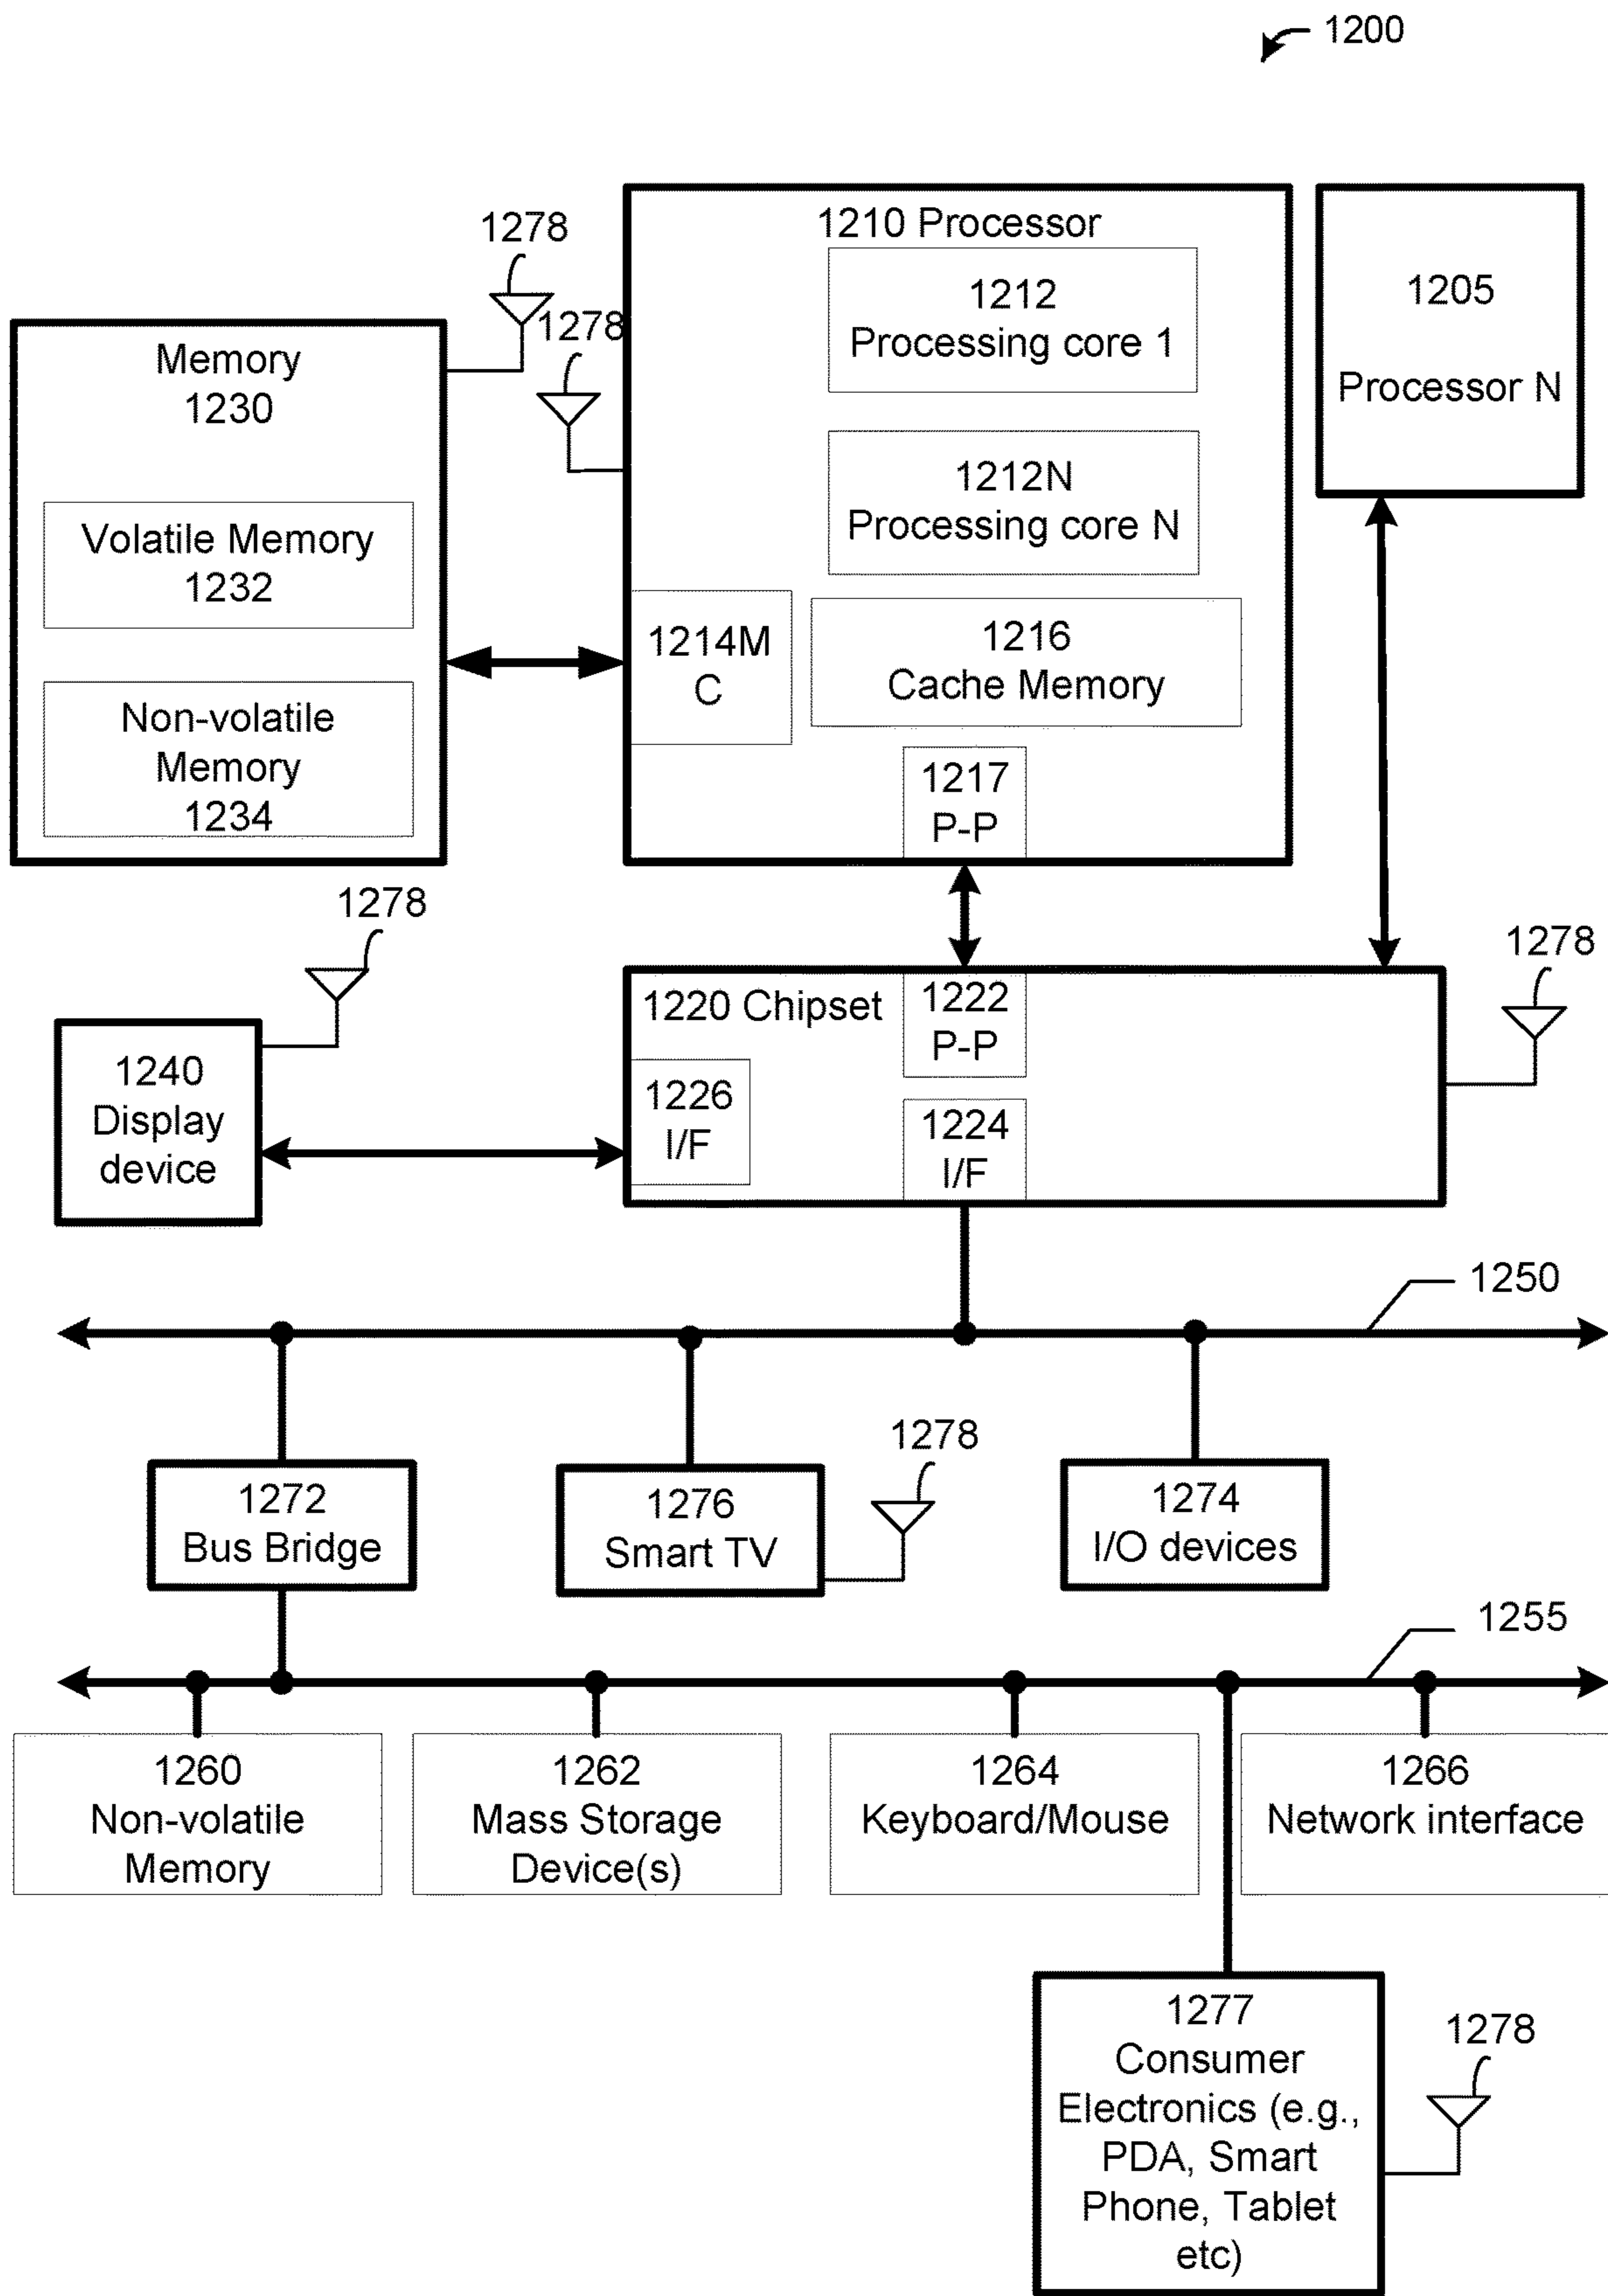 1200
1278
1278
Memory
1230
Volatile Memory
1232
Non-volatile
Memory
1234
1210 Processor
1212
Processing core 1
1212N
Processing core N
1214M
C
1216
Cache Memory
1217
P-P
1205
Processor N
1278
1240
Display
device
1220 Chipset
1222
P-P
1226
I/F
1224
I/F
1278
1250
1272
Bus Bridge
1276
Smart TV
1278
1274
I/O devices
1255
1260
Non-volatile
Memory
1262
Mass Storage
Device(s)
1264
Keyboard/Mouse
1266
Network interface
1277
Consumer
Electronics (e.g.,
PDA, Smart
Phone, Tablet
etc)
1278